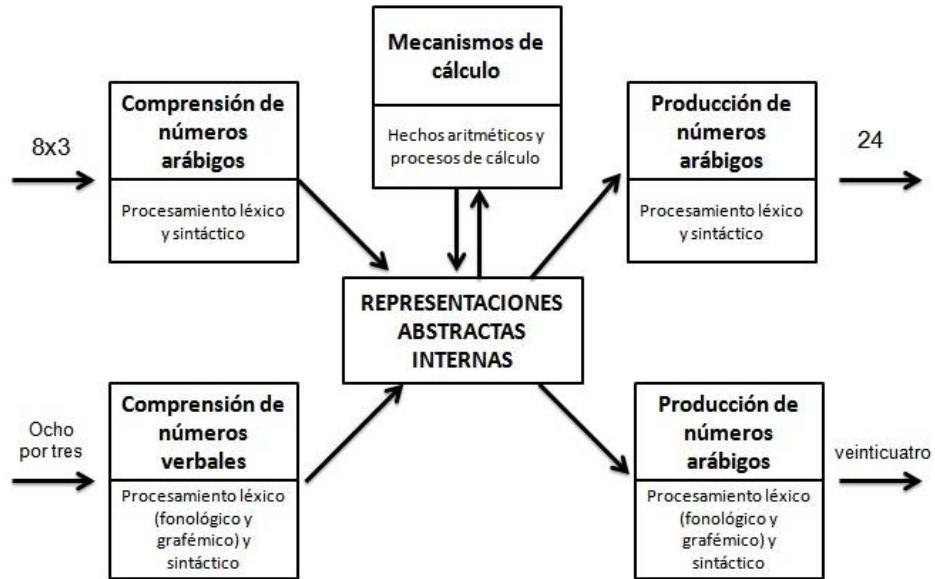 Mecanismos de
cálculo
Hechos aritméticos y
procesos de cálculo
8x3
Comprensión de
números
arábigos
Procesamiento léxico
y sintáctico
Producción de
números
arábigos
Procesamiento léxico
y sintáctico
24
REPRESENTACIONES
ABSTRACTAS
INTERNAS
Ocho
por tres
Comprensión de
números
verbales
Procesamiento léxico
(fonológico y
grafémico) y
sintáctico
Producción de
números
arábigos
Procesamiento léxico
(fonológico y
grafémico) y
sintáctico
veinticuatro